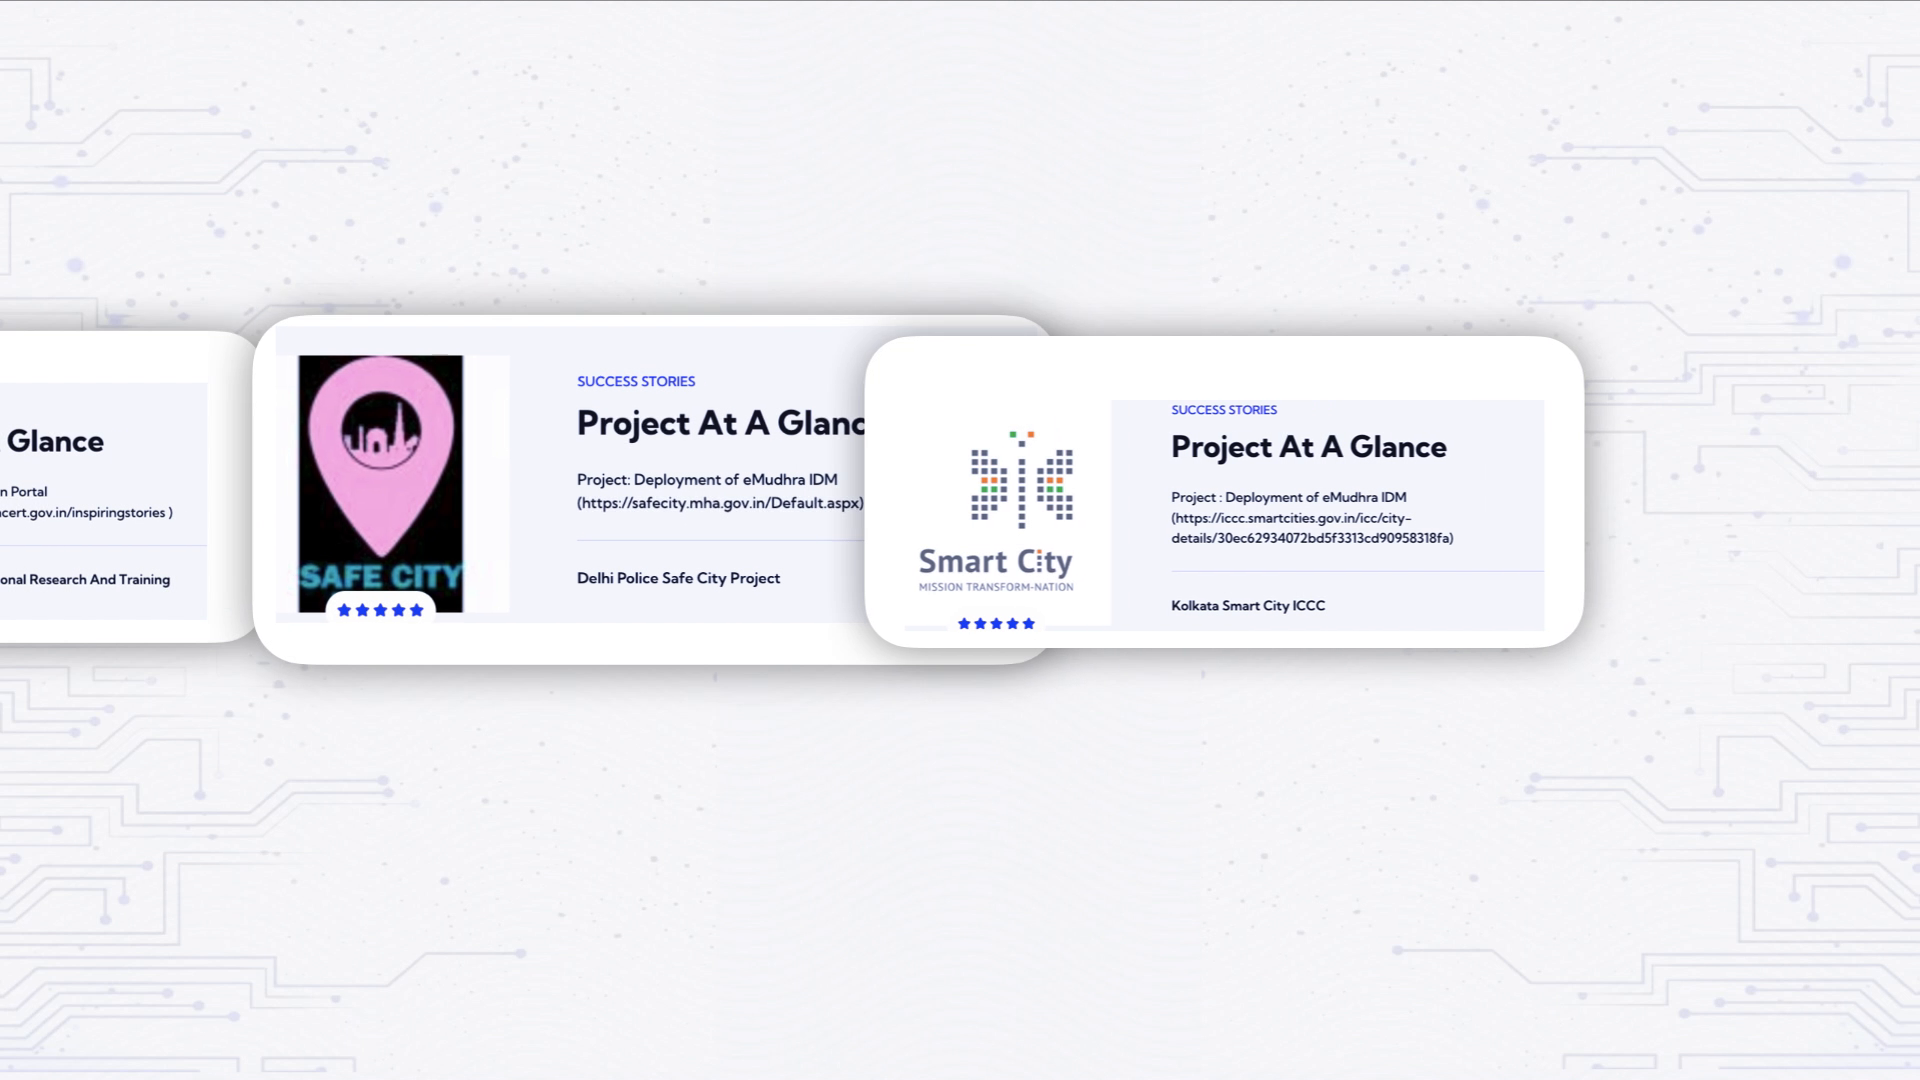 Glance
n Portal
cert.gov.in/inspiringstories )
onal Research And Training
SAFE CITY
SUCCESS STORIES
Project At A Glanc
Project: Deployment of eMudhra IDM
(https://safecity.mha.gov.in/Default.aspx)
Delhi Police Safe City Project
Smart City
MISSION TRANSFORM-NATION
SUCCESS STORIES
Project At A Glance
Project : Deployment of eMudhra IDM
(https://iccc.smartcities.gov.in/icc/city-
details/30ec62934072bd5f3313cd90958318fa)
Kolkata Smart City ICCC